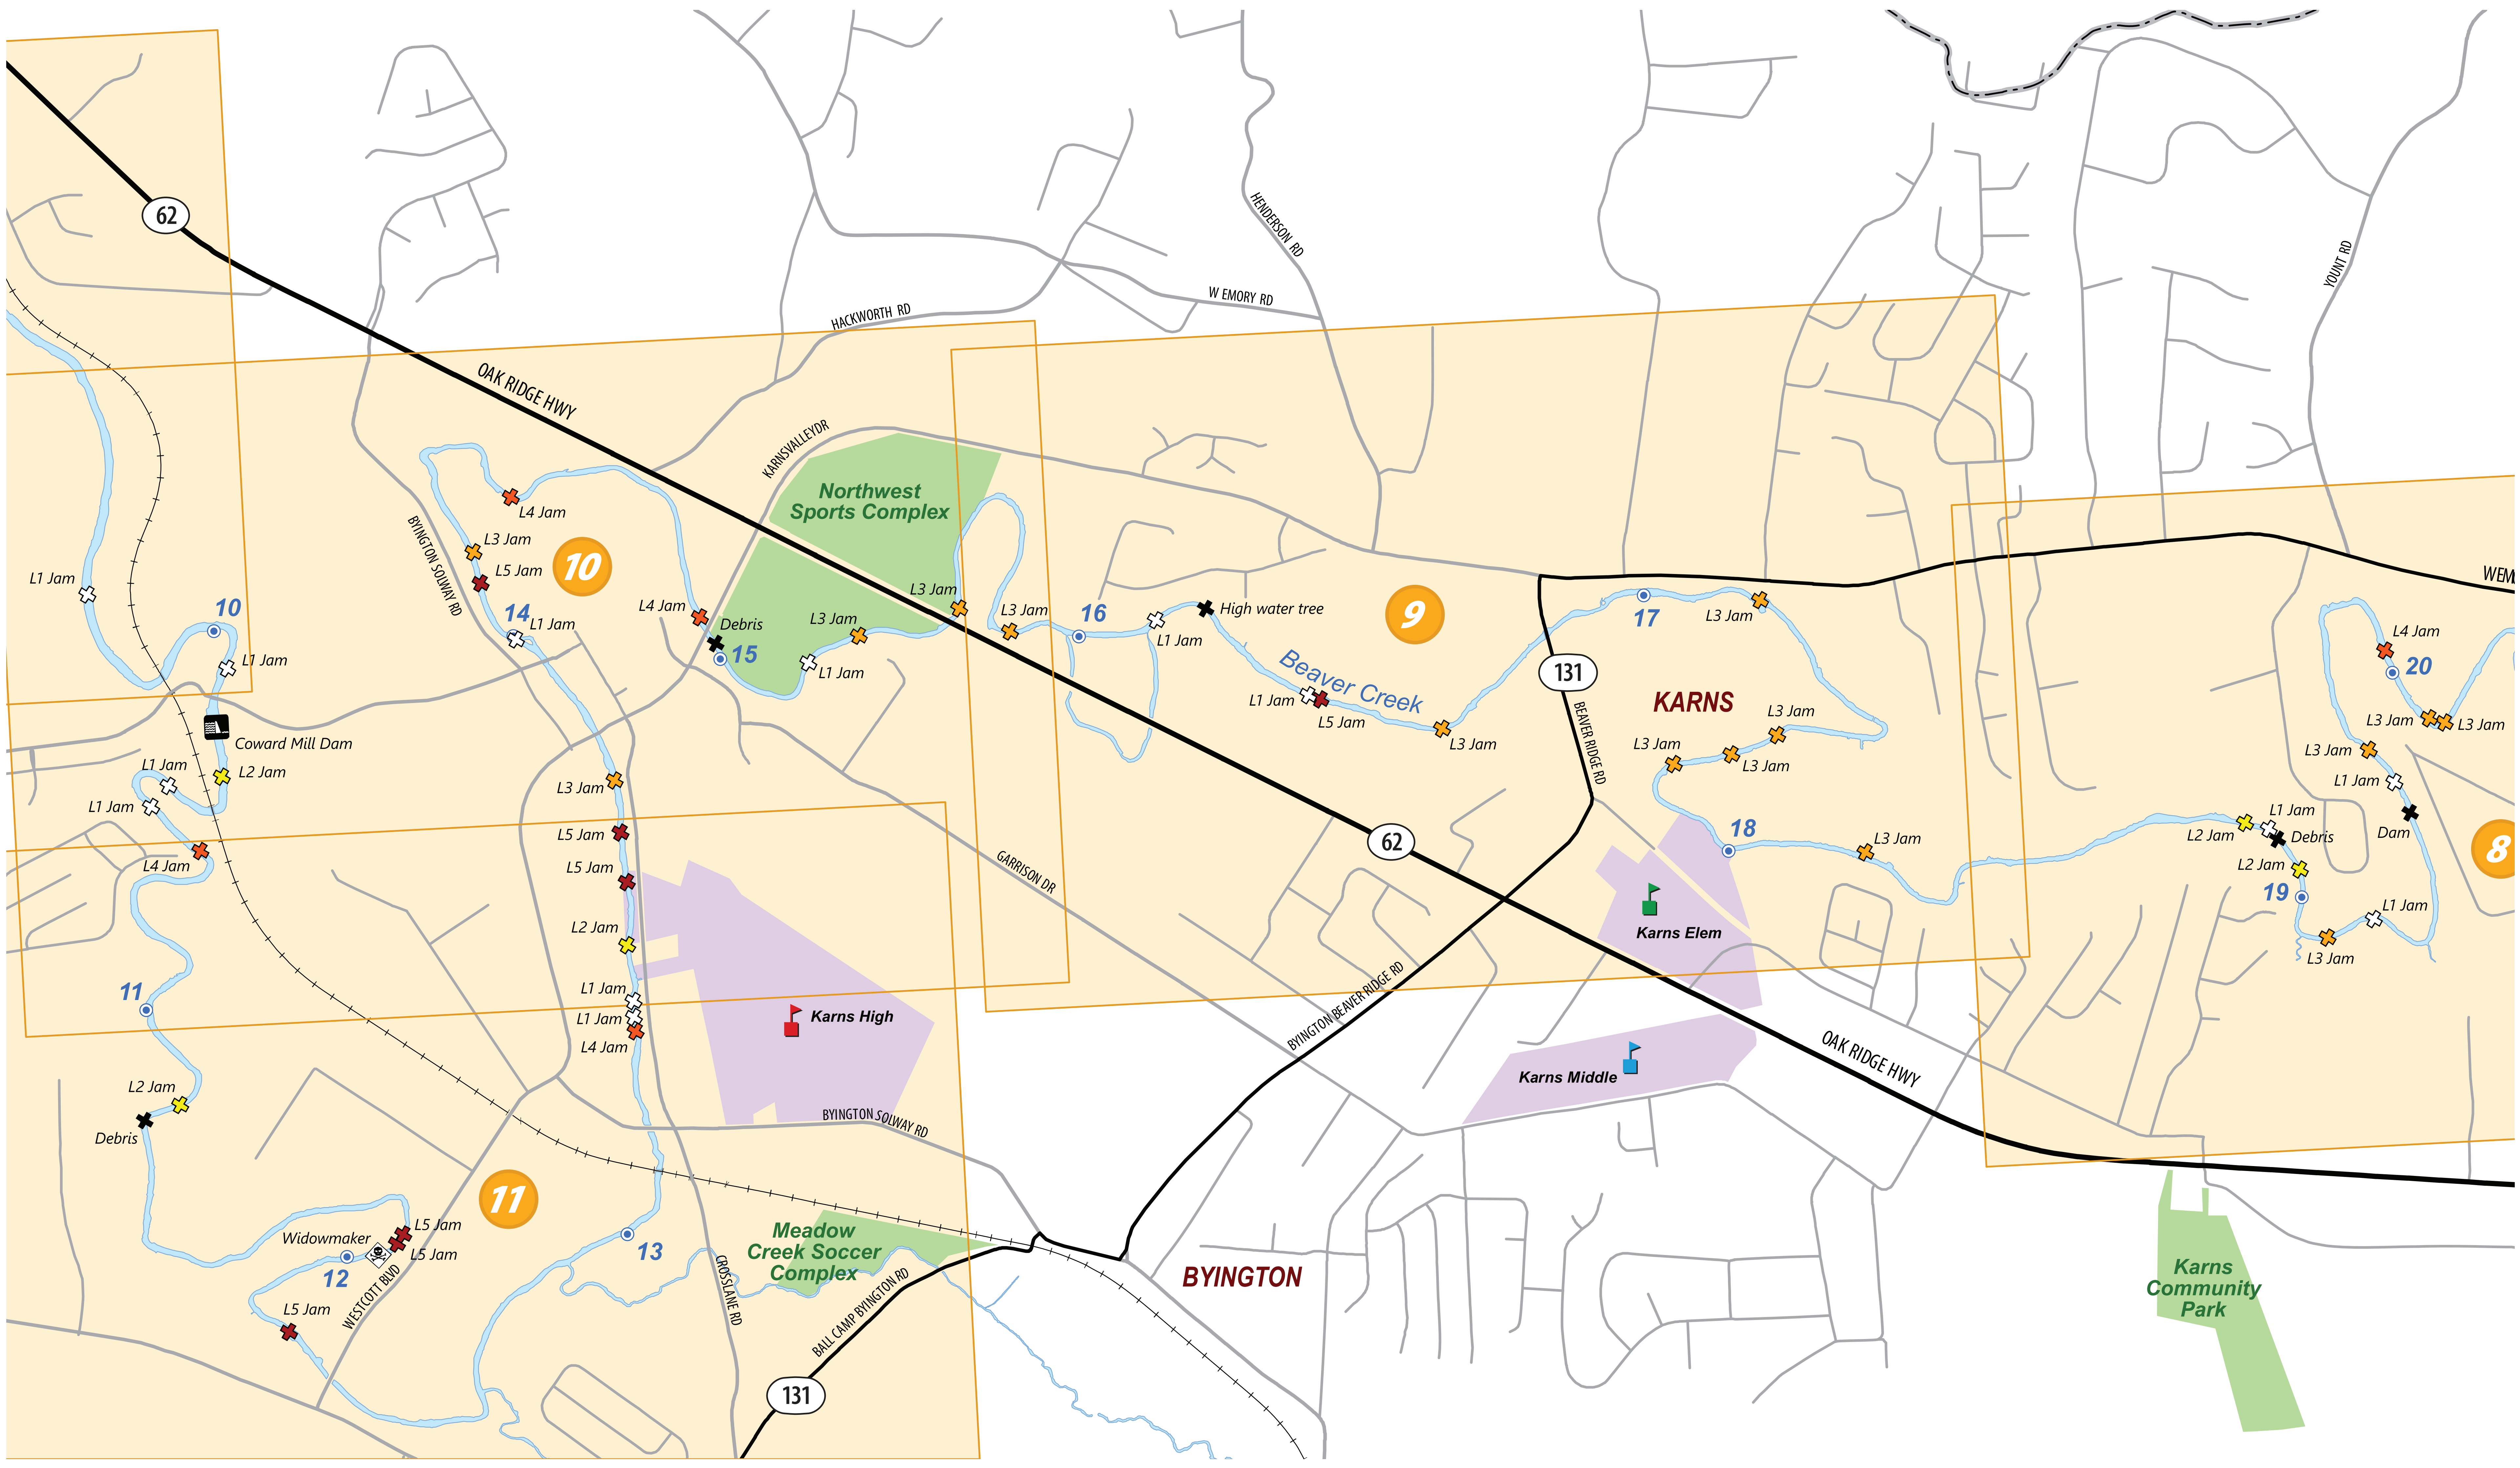 62
HENDERSON RD
YOUNT RD
W EMORY RD
HACKWORTH RD
OAK RIDGE HWY
KARNSVALLEYDR
Northwest
Sports Complex
L4 Jam
BYINGTON SOLWAY RD
L3 Jam
L5 Jam
10
14
L1 Jam
L4 Jam
Debris
15
L3 Jam
L1 Jam
L3 Jam
L3 Jam
16
L1 Jam
High water tree
9
17
L3 Jam
L1 Jam
10
L1 Jam
Coward Mill Dam
L2 Jam
L1 Jam
L1 Jam
L4 Jam
Beaver Creek
L1 Jam
L5 Jam
L3 Jam
131
KARNS
BEAVER RIDGE RD
L3 Jam
L3 Jam
L3 Jam
L4 Jam
20
L3 Jam
L3 Jam
L3 Jam
L1 Jam
Dam
8
L3 Jam
L5 Jam
L5 Jam
L2 Jam
L1 Jam
L1 Jam
L4 Jam
GARRISON DR
62
18
L3 Jam
L1 Jam
L2 Jam
Debris
L2 Jam
19
L1 Jam
L3 Jam
Karns Elem
Karns High
BYINGTON BEAVER RIDGE RD
Karns Middle
OAK RIDGE HWY
11
L2 Jam
Debris
BYINGTON SOLWAY RD
11
L5 Jam
L5 Jam
Widowmaker
12
L5 Jam
WESTCOTT BLVD
13
CROSSLANE RD
Meadow
Creek Soccer
Complex
BALL CAMP BYINGTON RD
131
BYINGTON
Karns
Community
Park